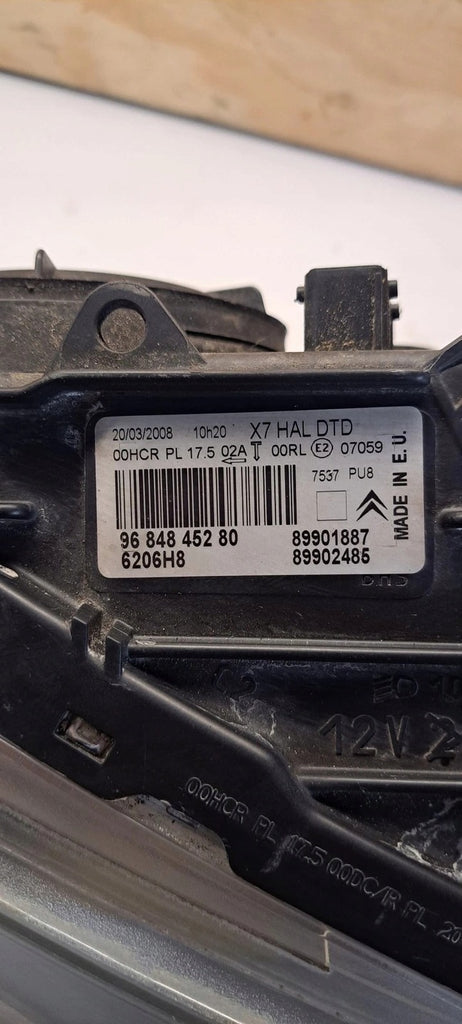 20/03/2008 10h20 X7 HAL DTD
00HCR PL 17.5 02A 00RL E2 07059
7537 PU8
MADE IN E.U.
96 848 452 80 89901887
6206H8 89902485
12V
00HCR PL 17.5 00DC/R PL 20